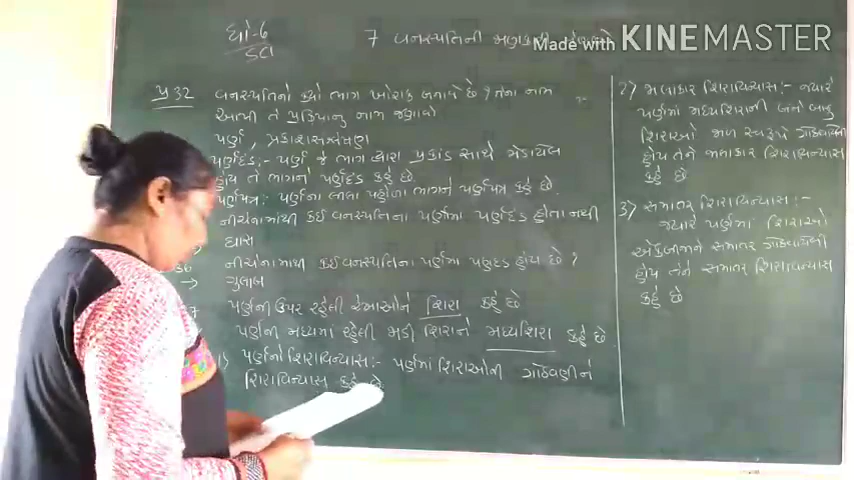 ધો-6
7 વનસ્પતિની
Made with KINEMASTER
પ્ર 32 વનસ્પતિનો કયો ભાગ ખોરાક બનાવે છે ? તેના નામ
આપી તે પ્રક્રિયાનું નામ જણાવો
પર્ણ, પ્રકાશસંશ્લેષણ
પર્ણદંડ:- પર્ણ જે ભાગ દ્વારા પ્રકાંડ સાથે જોડાયેલ
હોય તે ભાગને પર્ણદંડ કહે છે.
પર્ણપત્ર:- પર્ણના લીલા પહોળા ભાગને પર્ણપત્ર કહે છે.
નીચેનામાંથી કઈ વનસ્પતિના પર્ણમાં પર્ણદંડ હોતા નથી
ઘાસ
36 નીચેનામાંથી કઈ વનસ્પતિના પર્ણમાં પર્ણદંડ હોય છે ?
→ ગુલાબ
7 પર્ણની ઉપર રહેલી રેખાઓને શિરા કહે છે
પર્ણની મધ્યમાં રહેલી જાડી શિરાને મધ્યશિરા કહે છે.
1) પર્ણનો શિરાવિન્યાસ:- પર્ણમાં શિરાઓની ગોઠવણીને
શિરાવિન્યાસ કહે છે
2) જાલાકાર શિરાવિન્યાસ:- જ્યારે
પર્ણમાં મધ્યશિરાની બંને બાજુ
શિરાઓ જાળ સ્વરૂપે ગોઠવાયેલી
હોય તેને જાલાકાર શિરાવિન્યાસ
કહે છે
3) સમાંતર શિરાવિન્યાસ:-
જ્યારે પર્ણમાં શિરાઓ
એકબીજાને સમાંતર ગોઠવાયેલી
હોય તેને સમાંતર શિરાવિન્યાસ
કહે છે